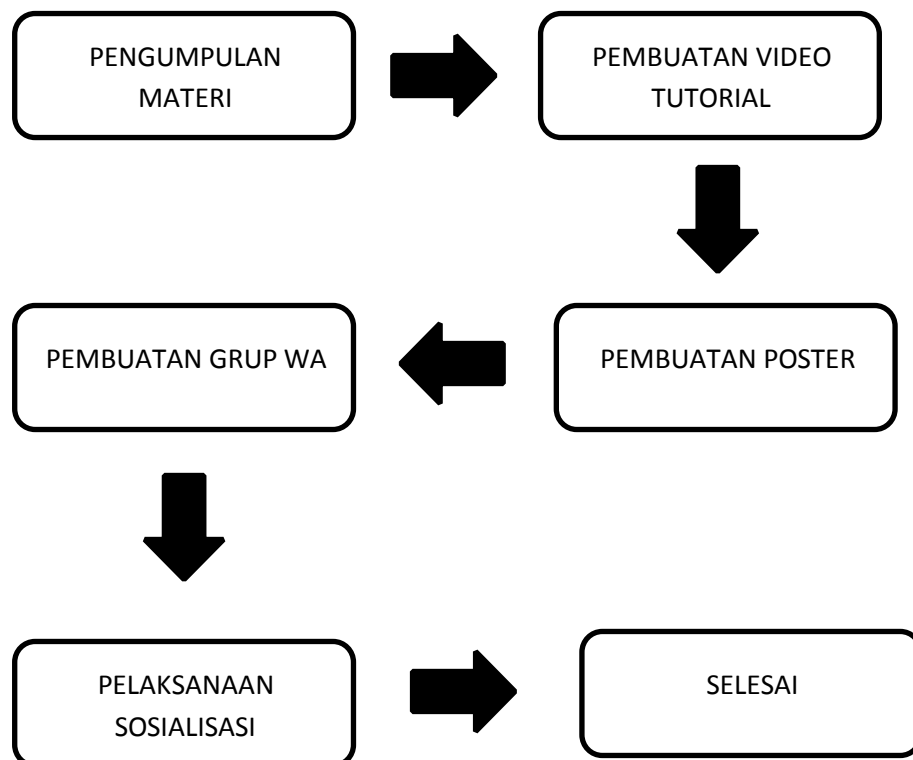 PENGUMPULAN
MATERI
PEMBUATAN VIDEO
TUTORIAL
PEMBUATAN POSTER
PEMBUATAN GRUP WA
PELAKSANAAN
SOSIALISASI
SELESAI